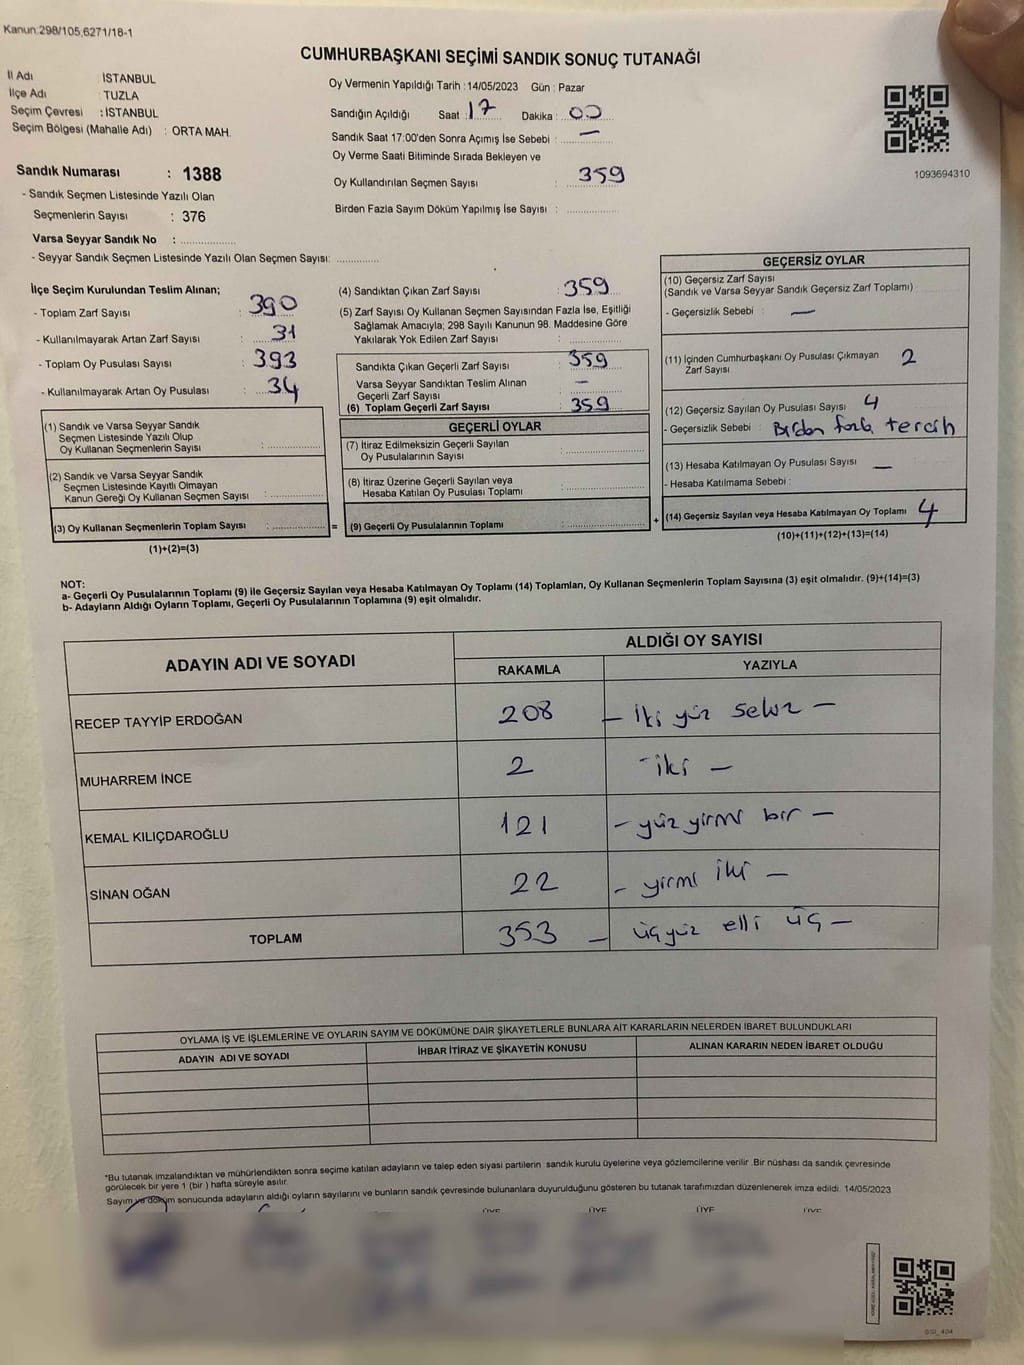 Kanun:298/105,6271/18-1
CUMHURBAŞKANI SEÇİMİ SANDIK SONUÇ TUTANAĞI
İl Adı : İSTANBUL
İlçe Adı : TUZLA
Seçim Çevresi : İSTANBUL
Seçim Bölgesi (Mahalle Adı) : ORTA MAH.
Sandık Numarası : 1388
- Sandık Seçmen Listesinde Yazılı Olan
Seçmenlerin Sayısı : 376
Varsa Seyyar Sandık No : ................
- Seyyar Sandık Seçmen Listesinde Yazılı Olan Seçmen Sayısı: ............
Oy Vermenin Yapıldığı Tarih : 14/05/2023 Gün : Pazar
Sandığın Açıldığı Saat : 17 Dakika : 00
Sandık Saat 17:00'den Sonra Açımış İse Sebebi : —
Oy Verme Saati Bitiminde Sırada Bekleyen ve
Oy Kullandırılan Seçmen Sayısı : 359
Birden Fazla Sayım Döküm Yapılmış İse Sayısı : ...............
1093694310
İlçe Seçim Kurulundan Teslim Alınan;
- Toplam Zarf Sayısı : 390
- Kullanılmayarak Artan Zarf Sayısı : 31
- Toplam Oy Pusulası Sayısı : 393
- Kullanılmayarak Artan Oy Pusulası : 34
(4) Sandıktan Çıkan Zarf Sayısı : 359
(5) Zarf Sayısı Oy Kullanan Seçmen Sayısından Fazla İse, Eşitliği
Sağlamak Amacıyla; 298 Sayılı Kanunun 98. Maddesine Göre
Yakılarak Yok Edilen Zarf Sayısı : ...............
Sandıkta Çıkan Geçerli Zarf Sayısı : 359
Varsa Seyyar Sandıktan Teslim Alınan
Geçerli Zarf Sayısı : —
(6) Toplam Geçerli Zarf Sayısı : 359
GEÇERSİZ OYLAR
(10) Geçersiz Zarf Sayısı
(Sandık ve Varsa Seyyar Sandık Geçersiz Zarf Toplamı)
- Geçersizlik Sebebi : —
(11) İçinden Cumhurbaşkanı Oy Pusulası Çıkmayan
Zarf Sayısı 2
(12) Geçersiz Sayılan Oy Pusulası Sayısı 4
- Geçersizlik Sebebi : Birden fazla tercih
(13) Hesaba Katılmayan Oy Pusulası Sayısı —
- Hesaba Katılmama Sebebi :
(14) Geçersiz Sayılan veya Hesaba Katılmayan Oy Toplamı 4
(10)+(11)+(12)+(13)=(14)
(1) Sandık ve Varsa Seyyar Sandık
Seçmen Listesinde Yazılı Olup
Oy Kullanan Seçmenlerin Sayısı : ...............
(2) Sandık ve Varsa Seyyar Sandık
Seçmen Listesinde Kayıtlı Olmayan
Kanun Gereği Oy Kullanan Seçmen Sayısı : ...............
(3) Oy Kullanan Seçmenlerin Toplam Sayısı : ............... =
(1)+(2)=(3)
GEÇERLİ OYLAR
(7) İtiraz Edilmeksizin Geçerli Sayılan
Oy Pusulalarının Sayısı : ...............
(8) İtiraz Üzerine Geçerli Sayılan veya
Hesaba Katılan Oy Pusulası Toplamı : ...............
(9) Geçerli Oy Pusulalarının Toplamı : ............... +
NOT:
a- Geçerli Oy Pusulalarının Toplamı (9) ile Geçersiz Sayılan veya Hesaba Katılmayan Oy Toplamı (14) Toplamları, Oy Kullanan Seçmenlerin Toplam Sayısına (3) eşit olmalıdır. (9)+(14)=(3)
b- Adayların Aldığı Oyların Toplamı, Geçerli Oy Pusulalarının Toplamına (9) eşit olmalıdır.
ADAYIN ADI VE SOYADI ALDIĞI OY SAYISI
RAKAMLA YAZIYLA
RECEP TAYYİP ERDOĞAN 208 – iki yüz sekiz –
MUHARREM İNCE 2 – iki –
KEMAL KILIÇDAROĞLU 121 – yüz yirmi bir –
SİNAN OĞAN 22 – yirmi iki –
TOPLAM 353 – üçyüz elli üç –
OYLAMA İŞ VE İŞLEMLERİNE VE OYLARIN SAYIM VE DÖKÜMÜNE DAİR ŞİKAYETLERLE BUNLARA AİT KARARLARIN NELERDEN İBARET BULUNDUKLARI
ADAYIN ADI VE SOYADI İHBAR İTİRAZ VE ŞİKAYETİN KONUSU ALINAN KARARIN NEDEN İBARET OLDUĞU
*Bu tutanak imzalandıktan ve mühürlendikten sonra seçime katılan adayların ve talep eden siyasi partilerin sandık kurulu üyelerine veya gözlemcilerine verilir. Bir nüshası da sandık çevresinde
görülecek bir yere 1 (bir ) hafta süreyle asılır.
Sayım ve döküm sonucunda adayların aldığı oyların sayılarını ve bunların sandık çevresinde bulunanlara duyurulduğunu gösteren bu tutanak tarafımızdan düzenlenerek imza edildi. 14/05/2023
ÜYE ÜYE ÜYE ÜYE